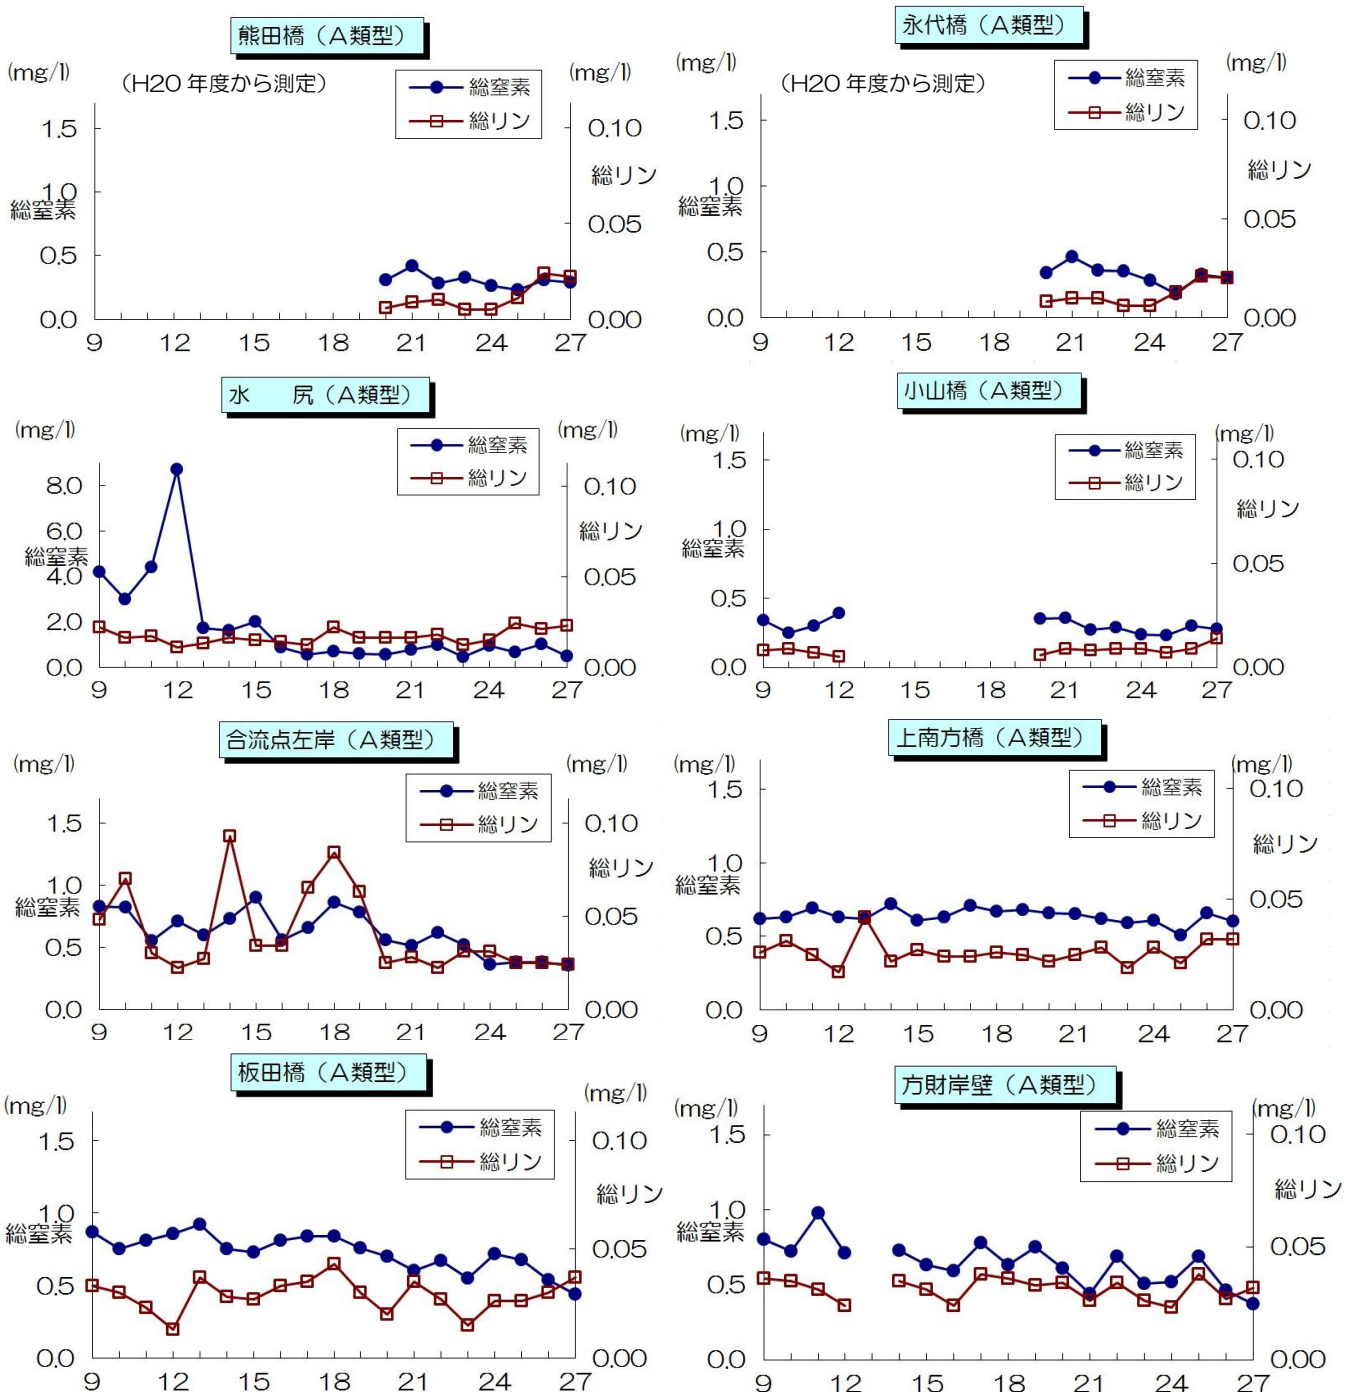 熊田橋（Ａ類型）
(mg/l)
（H20 年度から測定）
総窒素
総リン
(mg/l)
1.5
1.0
総窒素
0.5
0.0
0.10
総リン
0.05
0.00
9 12 15 18 21 24 27
永代橋（Ａ類型）
(mg/l)
（H20 年度から測定）
総窒素
総リン
(mg/l)
1.5
1.0
総窒素
0.5
0.0
0.10
総リン
0.05
0.00
9 12 15 18 21 24 27
水　　尻（Ａ類型）
(mg/l)
総窒素
総リン
(mg/l)
8.0
6.0
総窒素
4.0
2.0
0.0
0.10
総リン
0.05
0.00
9 12 15 18 21 24 27
小山橋（Ａ類型）
(mg/l)
総窒素
総リン
(mg/l)
1.5
1.0
総窒素
0.5
0.0
0.10
総リン
0.05
0.00
9 12 15 18 21 24 27
合流点左岸（Ａ類型）
(mg/l)
総窒素
総リン
(mg/l)
1.5
1.0
総窒素
0.5
0.0
0.10
総リン
0.05
0.00
9 12 15 18 21 24 27
上南方橋（Ａ類型）
(mg/l)
総窒素
総リン
(mg/l)
1.5
1.0
総窒素
0.5
0.0
0.10
総リン
0.05
0.00
9 12 15 18 21 24 27
板田橋（Ａ類型）
(mg/l)
総窒素
総リン
(mg/l)
1.5
1.0
総窒素
0.5
0.0
0.10
総リン
0.05
0.00
9 12 15 18 21 24 27
方財岸壁（Ａ類型）
(mg/l)
総窒素
総リン
(mg/l)
1.5
1.0
総窒素
0.5
0.0
0.10
総リン
0.05
0.00
9 12 15 18 21 24 27